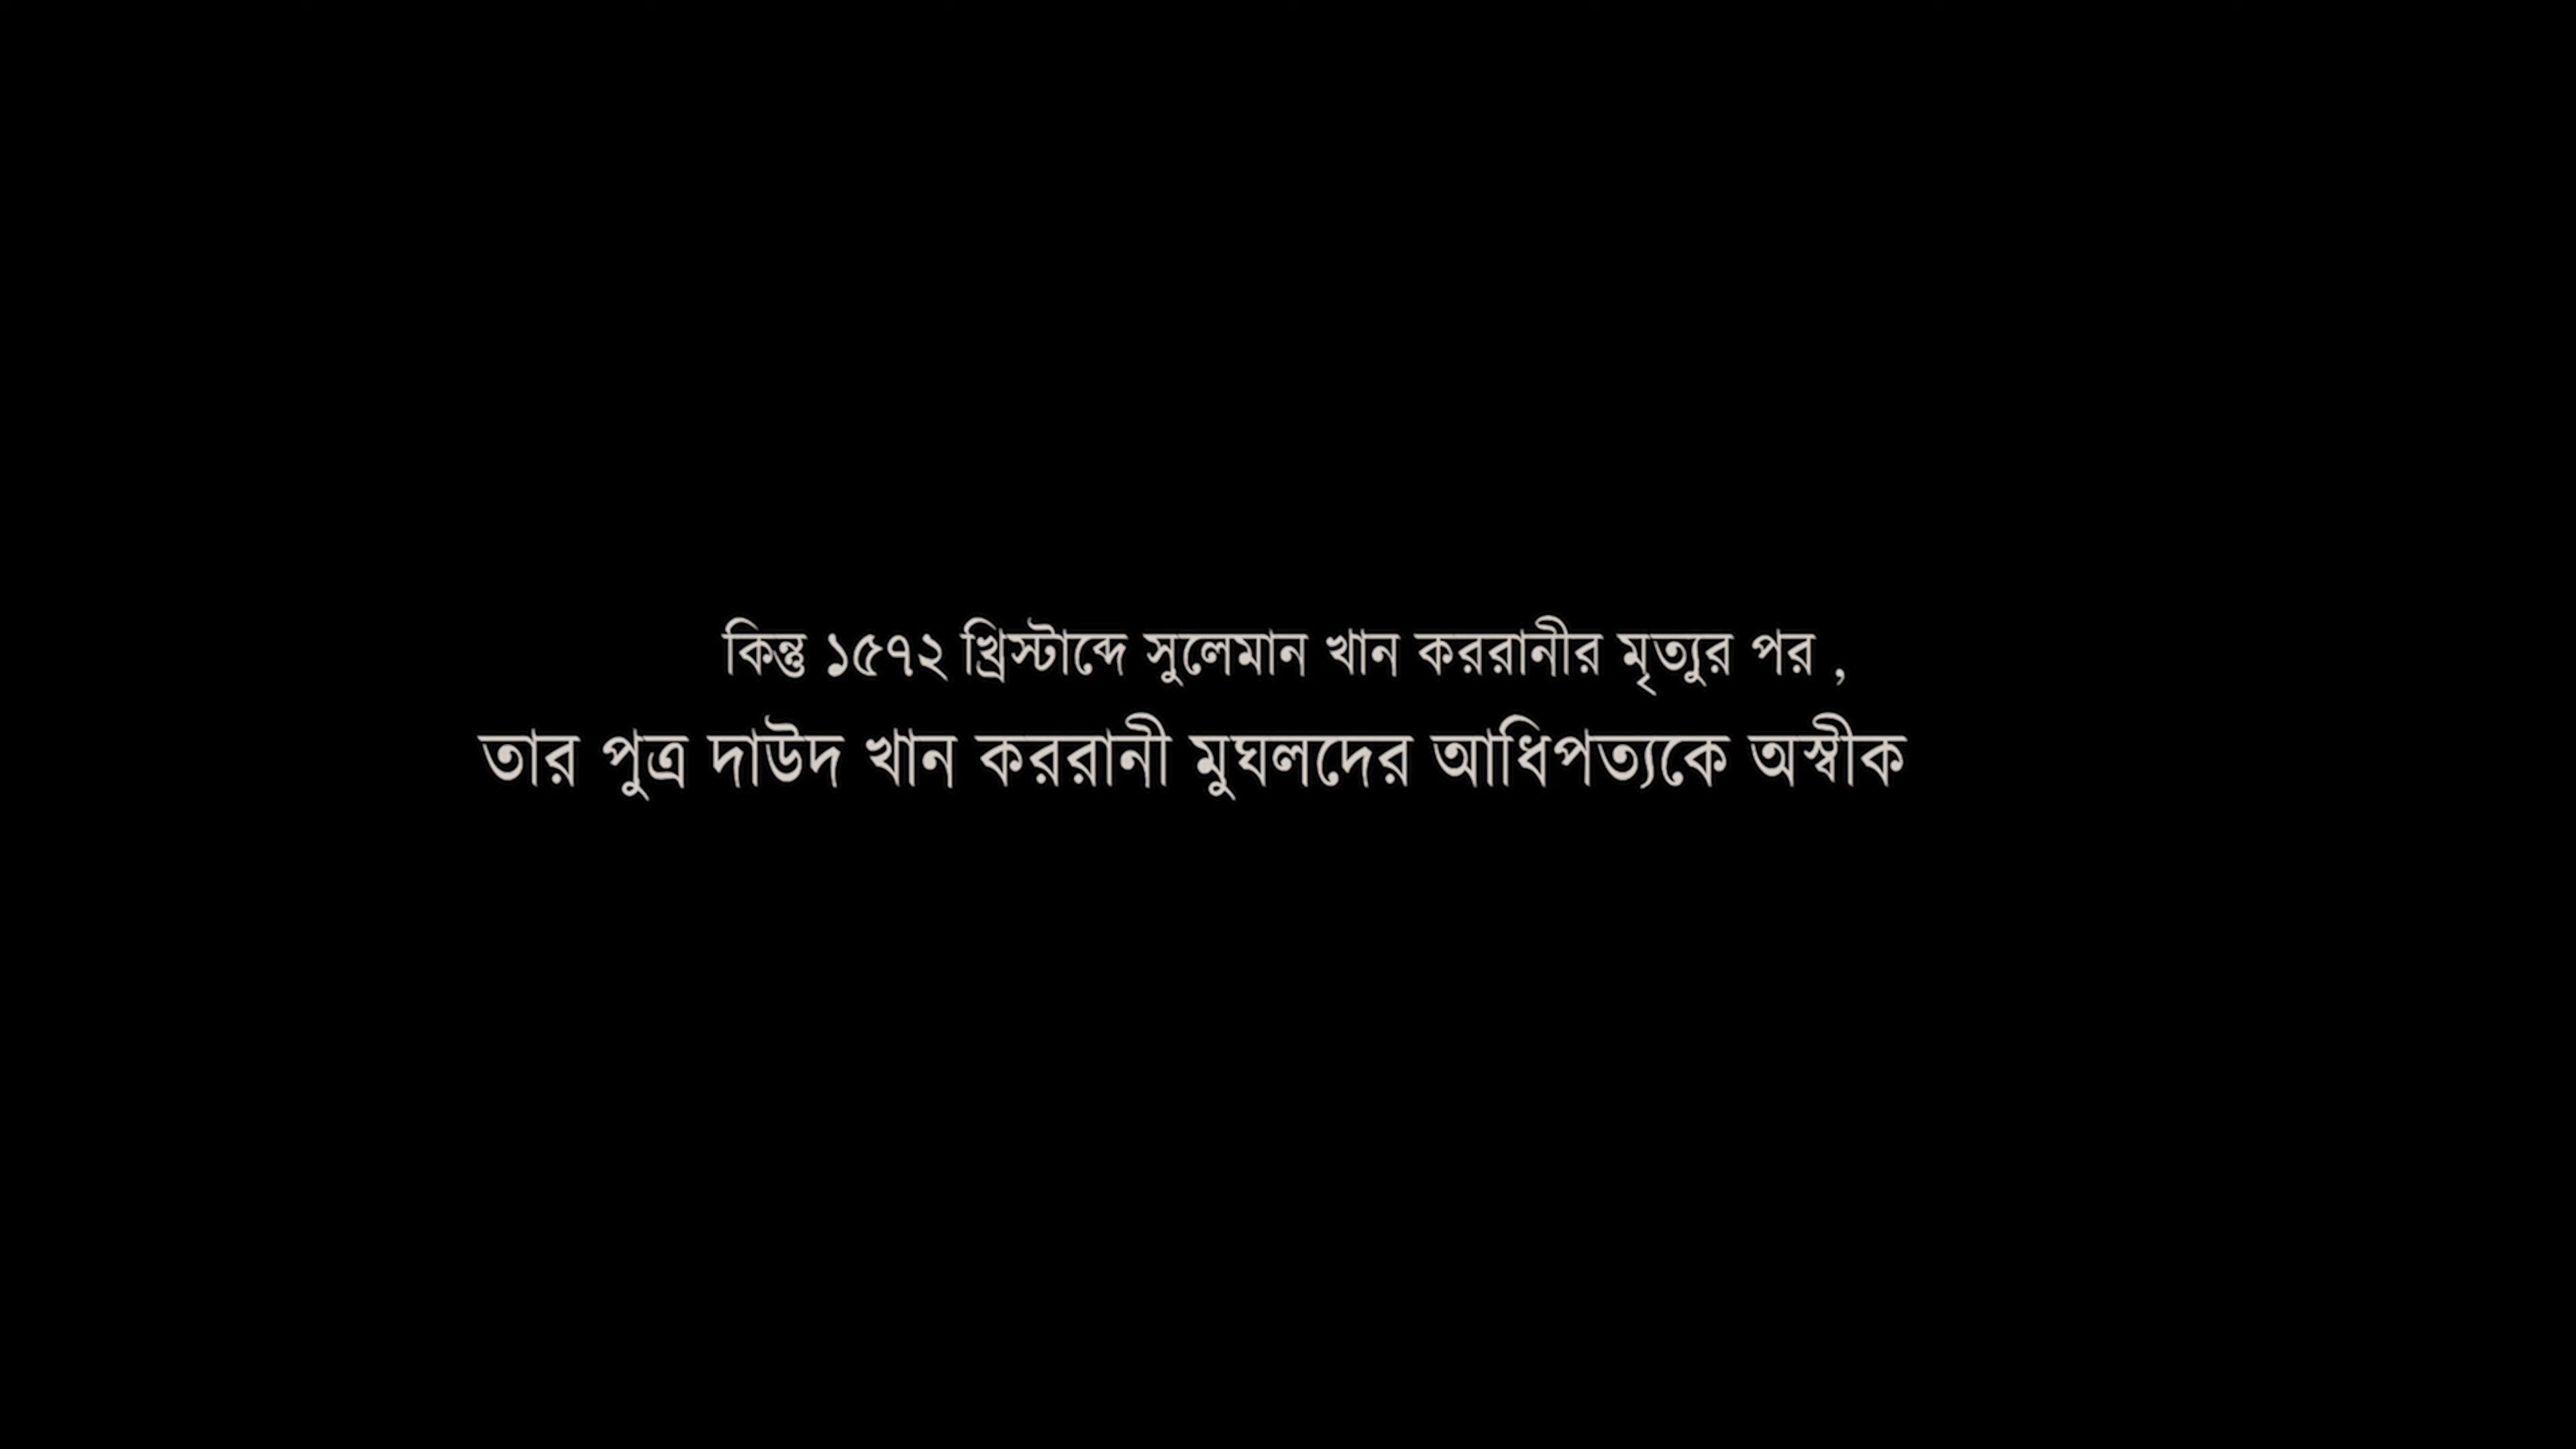 কিন্তু ১৫৭২ খ্রিস্টাব্দে সুলেমান খান কররানীর মৃত্যুর পর ,
তার পুত্র দাউদ খান কররানী মুঘলদের আধিপত্যকে অস্বীক